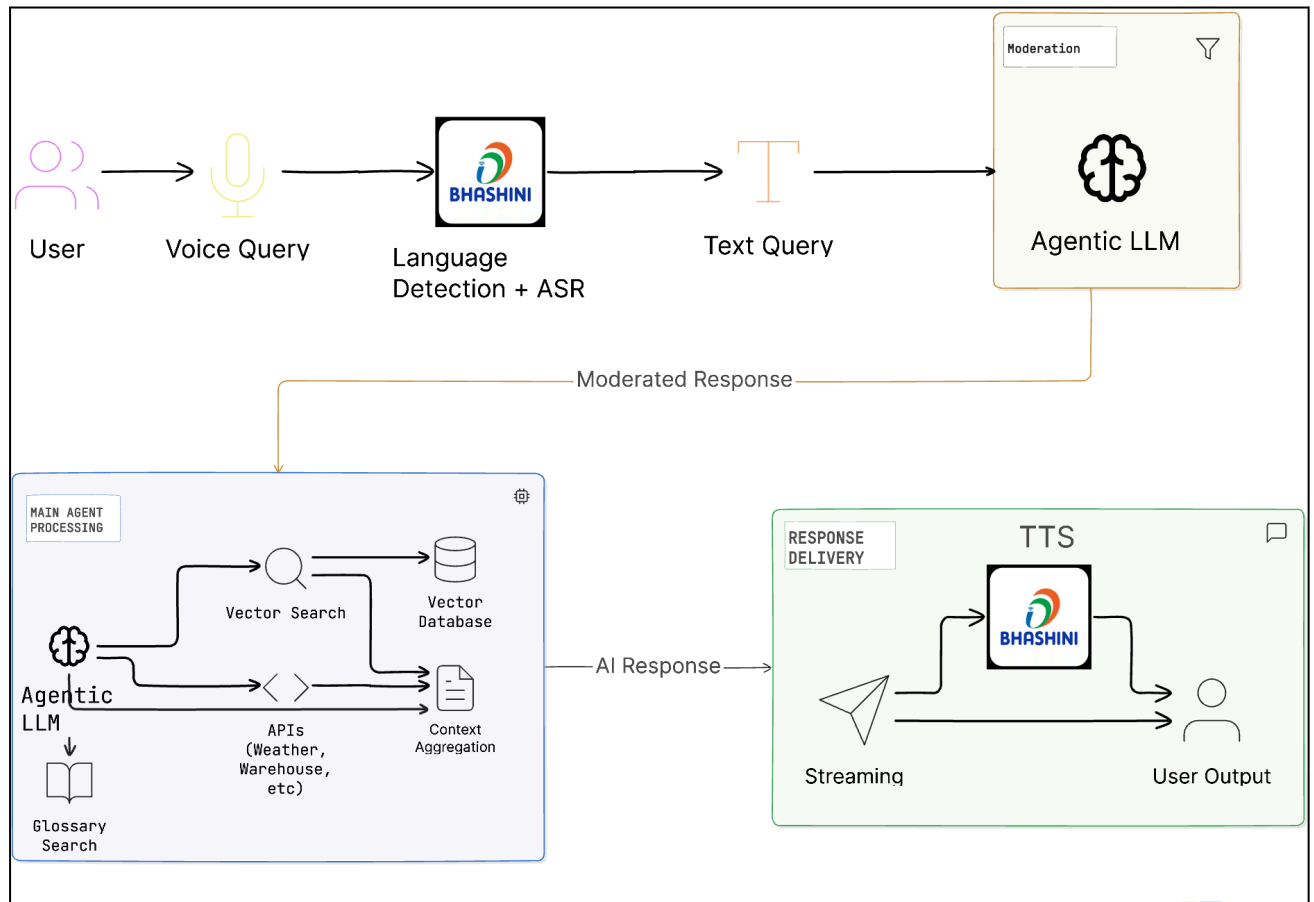 Moderation
BHASHINI
User
Voice Query
Language
Detection + ASR
Text Query
Agentic LLM
Moderated Response
MAIN AGENT
PROCESSING
Vector Search
Vector
Database
Agentic
LLM
APIs
(Weather,
Warehouse,
etc)
Context
Aggregation
Glossary
Search
AI Response
RESPONSE
DELIVERY
TTS
BHASHINI
Streaming
User Output